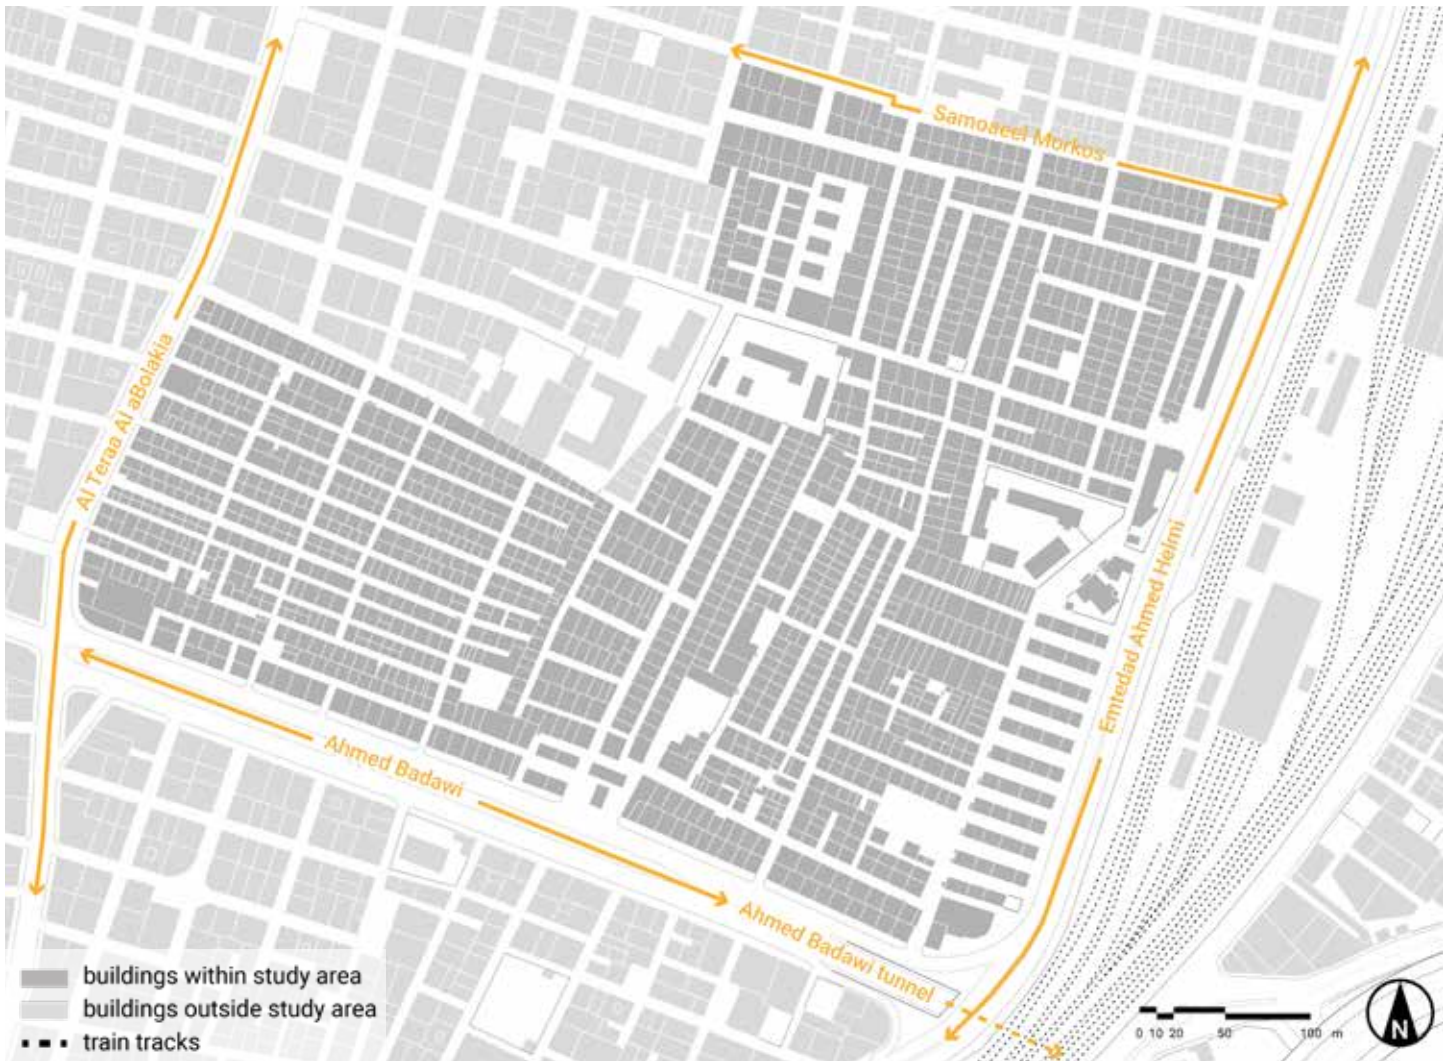 Samoaeel Morkos
Al Teraa Al aBolakia
Emtedad Ahmed Helmi
Ahmed Badawi
Ahmed Badawi tunnel
buildings within study area
buildings outside study area
train tracks
0 10 20 50 100 m
N